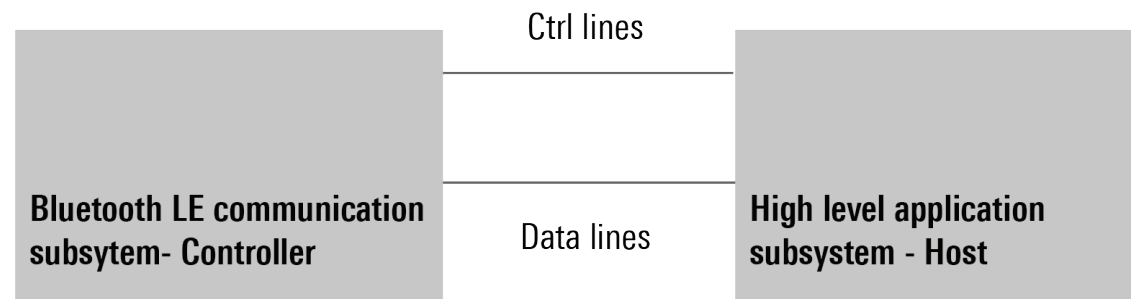 Ctrl lines
Bluetooth LE communication
subsytem- Controller
Data lines
High level application
subsystem - Host